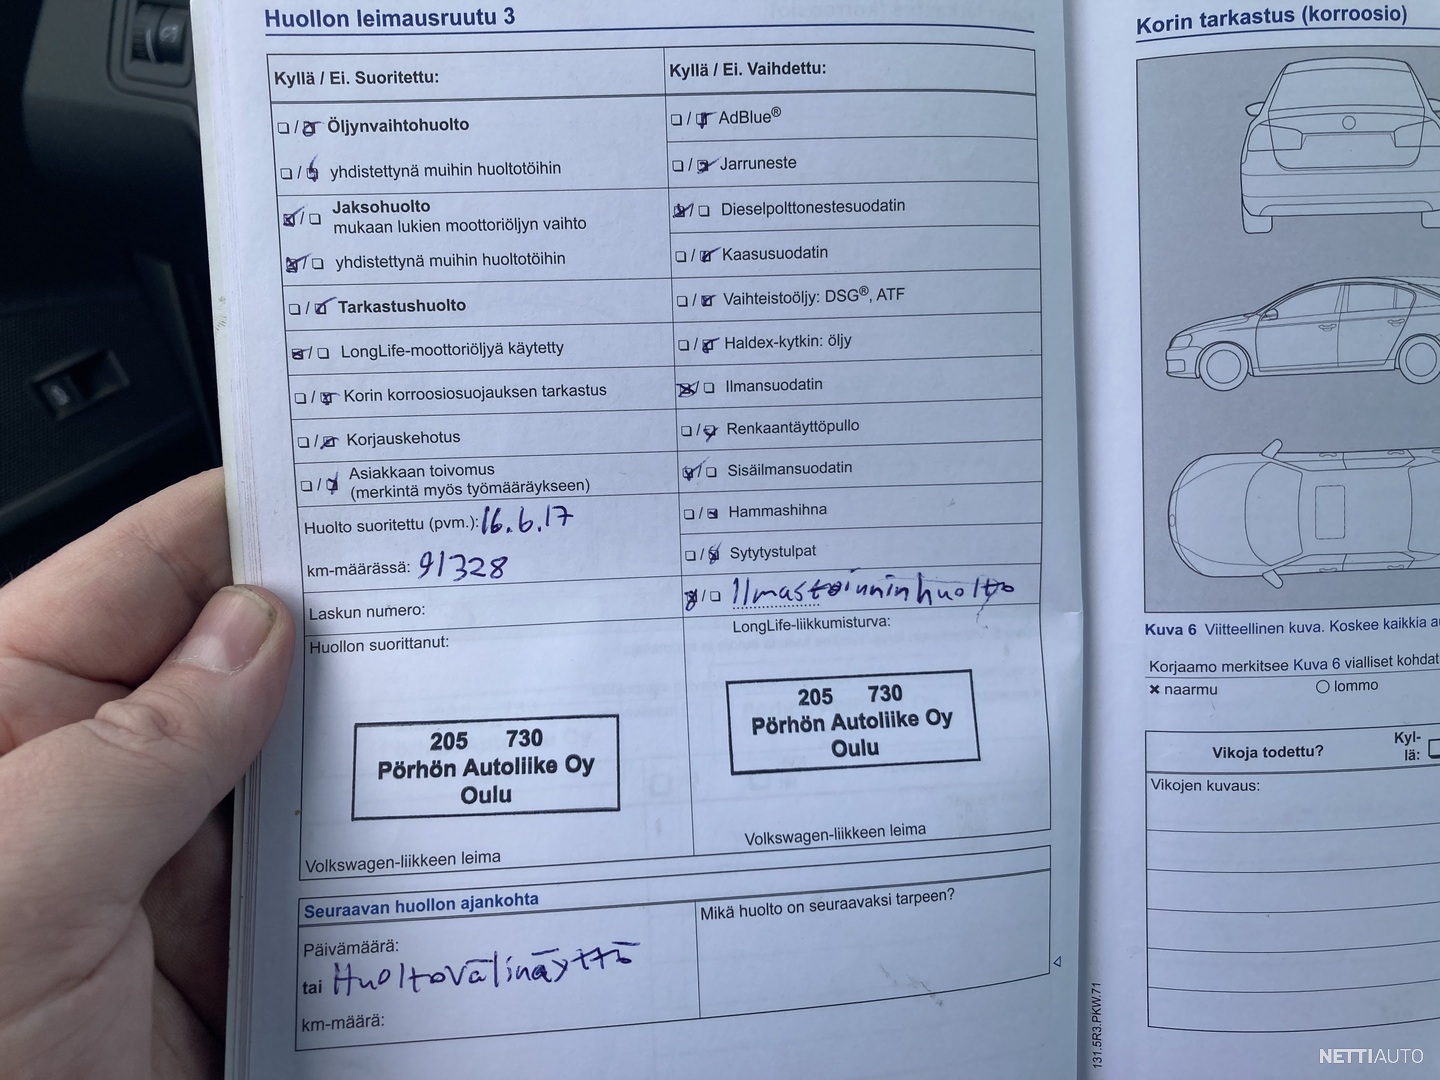 Huollon leimausruutu 3
Kyllä / Ei. Suoritettu:
Öljynvaihtohuolto
yhdistettynä muihin huoltotöihin
Jaksohuolto
mukaan lukien moottoriöljyn vaihto
yhdistettynä muihin huoltotöihin
Tarkastushuolto
LongLife-moottoriöljyä käytetty
Korin korroosiosuojauksen tarkastus
Korjauskehotus
Asiakkaan toivomus
(merkintä myös työmääräykseen)
Huolto suoritettu (pvm.): 16.6.17
km-määrässä: 91328
Laskun numero:
Huollon suorittanut:
205 730
Pörhön Autoliike Oy
Oulu
Volkswagen-liikkeen leima
Kyllä / Ei. Vaihdettu:
AdBlue®
Jarruneste
Dieselpolttonestesuodatin
Kaasusuodatin
Vaihteistoöljy: DSG®, ATF
Haldex-kytkin: öljy
Ilmansuodatin
Renkaantäyttöpullo
Sisäilmansuodatin
Hammashihna
Sytytystulpat
Ilmastoinninhuolto
LongLife-liikkumisturva:
205 730
Pörhön Autoliike Oy
Oulu
Volkswagen-liikkeen leima
Seuraavan huollon ajankohta
Päivämäärä:
tai Huoltovälinäyttö
km-määrä:
Mikä huolto on seuraavaksi tarpeen?
131.5R3.PKW.71
Korin tarkastus (korroosio)
Kuva 6 Viitteellinen kuva. Koskee kaikkia
Korjaamo merkitsee Kuva 6 vialliset kohdat
naarmu
lommo
Vikoja todettu?
Kyl-
lä:
Vikojen kuvaus:
NETTIAUTO